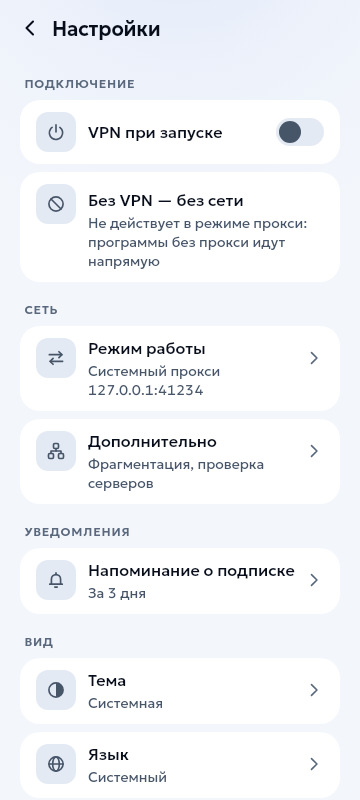 Настройки
ПОДКЛЮЧЕНИЕ
VPN при запуске
Без VPN — без сети
Не действует в режиме прокси:
программы без прокси идут
напрямую
СЕТЬ
Режим работы
Системный прокси
127.0.0.1:41234
Дополнительно
Фрагментация, проверка
серверов
УВЕДОМЛЕНИЯ
Напоминание о подписке
За 3 дня
ВИД
Тема
Системная
Язык
Системный